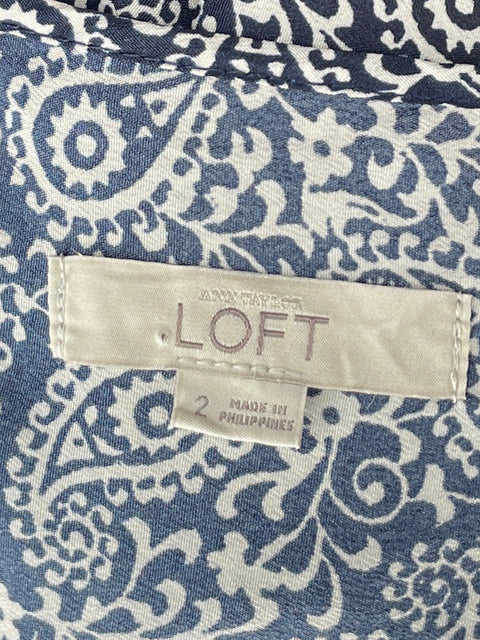 ANN TAYLOR
LOFT
2
MADE IN
PHILIPPINES